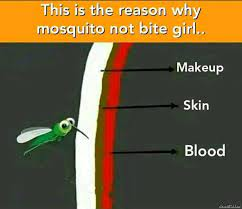 This is the reason why
mosquito not bite girl..
Makeup
Skin
Blood